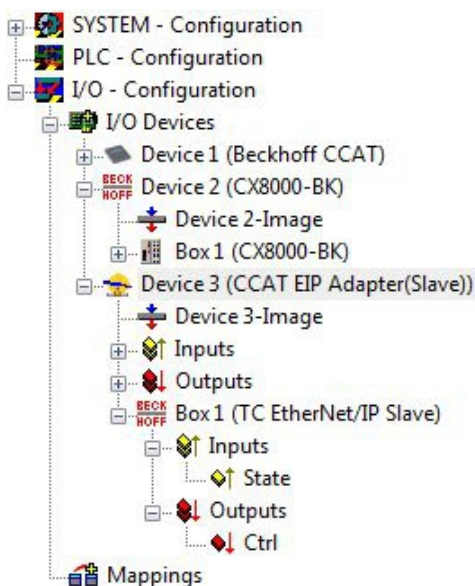 SYSTEM - Configuration
PLC - Configuration
I/O - Configuration
I/O Devices
Device 1 (Beckhoff CCAT)
BECK HOFF Device 2 (CX8000-BK)
Device 2-Image
Box 1 (CX8000-BK)
Device 3 (CCAT EIP Adapter(Slave))
Device 3-Image
Inputs
Outputs
BECK HOFF Box 1 (TC EtherNet/IP Slave)
Inputs
State
Outputs
Ctrl
Mappings